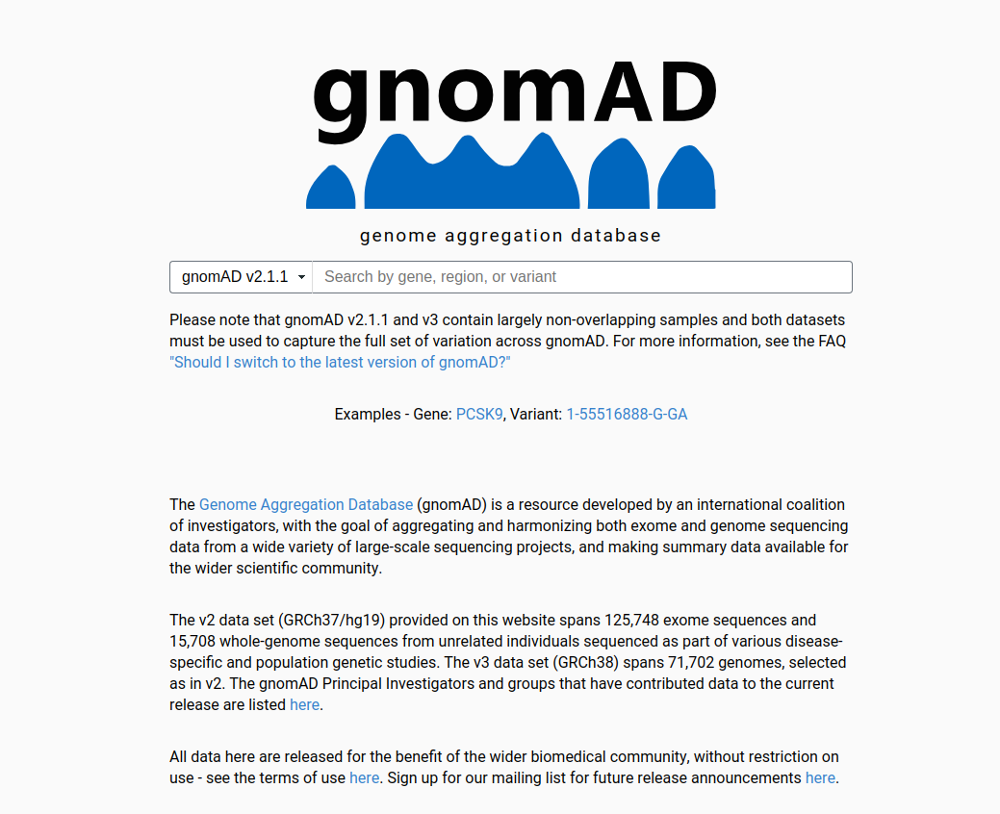 gnomAD
genome aggregation database
gnomAD v2.1.1 Search by gene, region, or variant
Please note that gnomAD v2.1.1 and v3 contain largely non-overlapping samples and both datasets
must be used to capture the full set of variation across gnomAD. For more information, see the FAQ
"Should I switch to the latest version of gnomAD?"
Examples - Gene: PCSK9, Variant: 1-55516888-G-GA
The Genome Aggregation Database (gnomAD) is a resource developed by an international coalition
of investigators, with the goal of aggregating and harmonizing both exome and genome sequencing
data from a wide variety of large-scale sequencing projects, and making summary data available for
the wider scientific community.
The v2 data set (GRCh37/hg19) provided on this website spans 125,748 exome sequences and
15,708 whole-genome sequences from unrelated individuals sequenced as part of various disease-
specific and population genetic studies. The v3 data set (GRCh38) spans 71,702 genomes, selected
as in v2. The gnomAD Principal Investigators and groups that have contributed data to the current
release are listed here.
All data here are released for the benefit of the wider biomedical community, without restriction on
use - see the terms of use here. Sign up for our mailing list for future release announcements here.